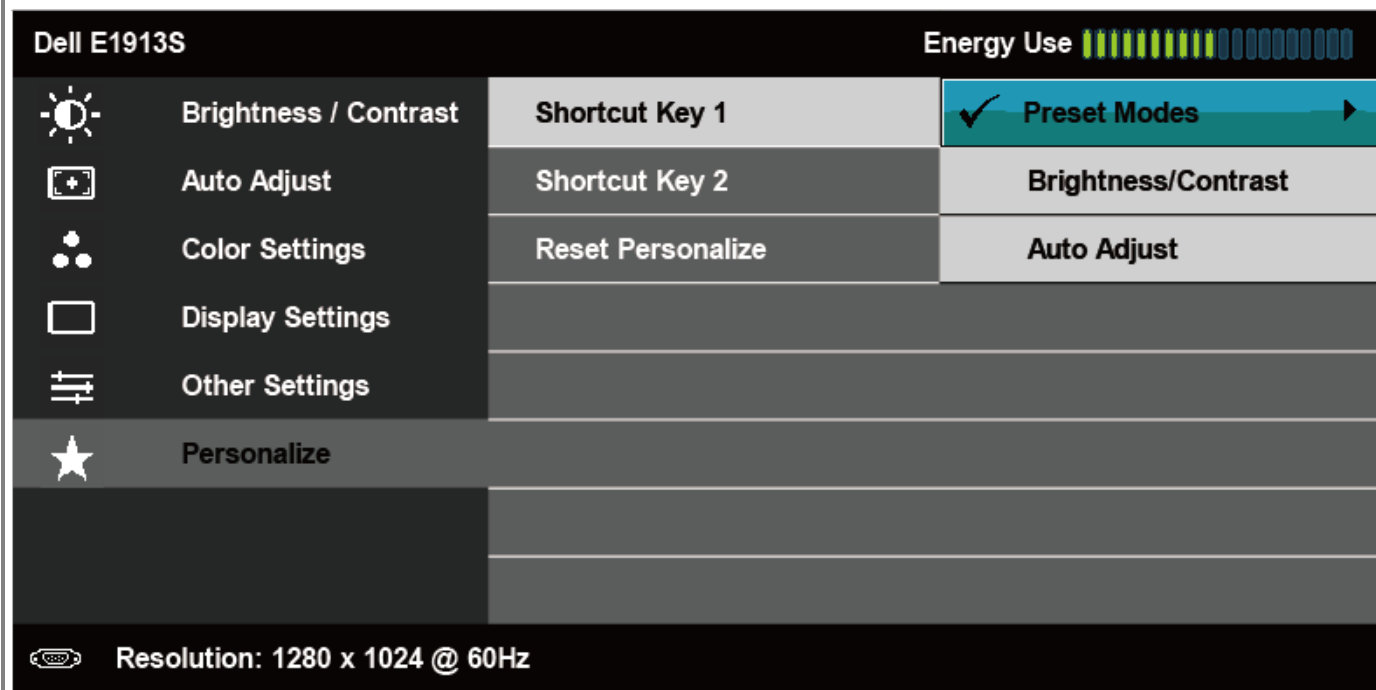 Dell E1913S Energy Use
Brightness / Contrast Shortcut Key 1 Preset Modes
Auto Adjust Shortcut Key 2 Brightness/Contrast
Color Settings Reset Personalize Auto Adjust
Display Settings
Other Settings
Personalize
Resolution: 1280 x 1024 @ 60Hz